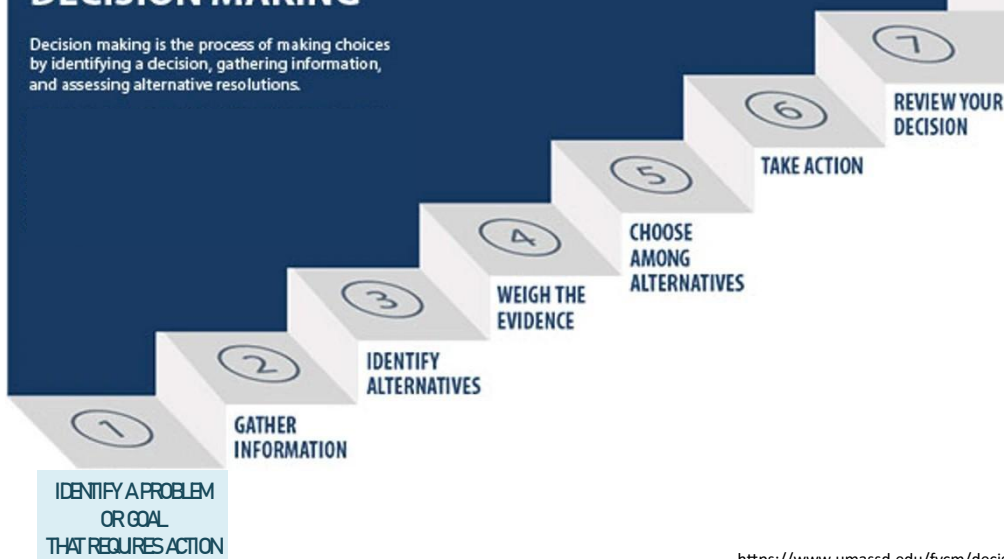 DECISION MAKING
Decision making is the process of making choices
by identifying a decision, gathering information,
and assessing alternative resolutions.
1
IDENTIFY A PROBLEM
OR GOAL
THAT REQUIRES ACTION
2
GATHER
INFORMATION
3
IDENTIFY
ALTERNATIVES
4
WEIGH THE
EVIDENCE
5
CHOOSE
AMONG
ALTERNATIVES
6
TAKE ACTION
7
REVIEW YOUR
DECISION